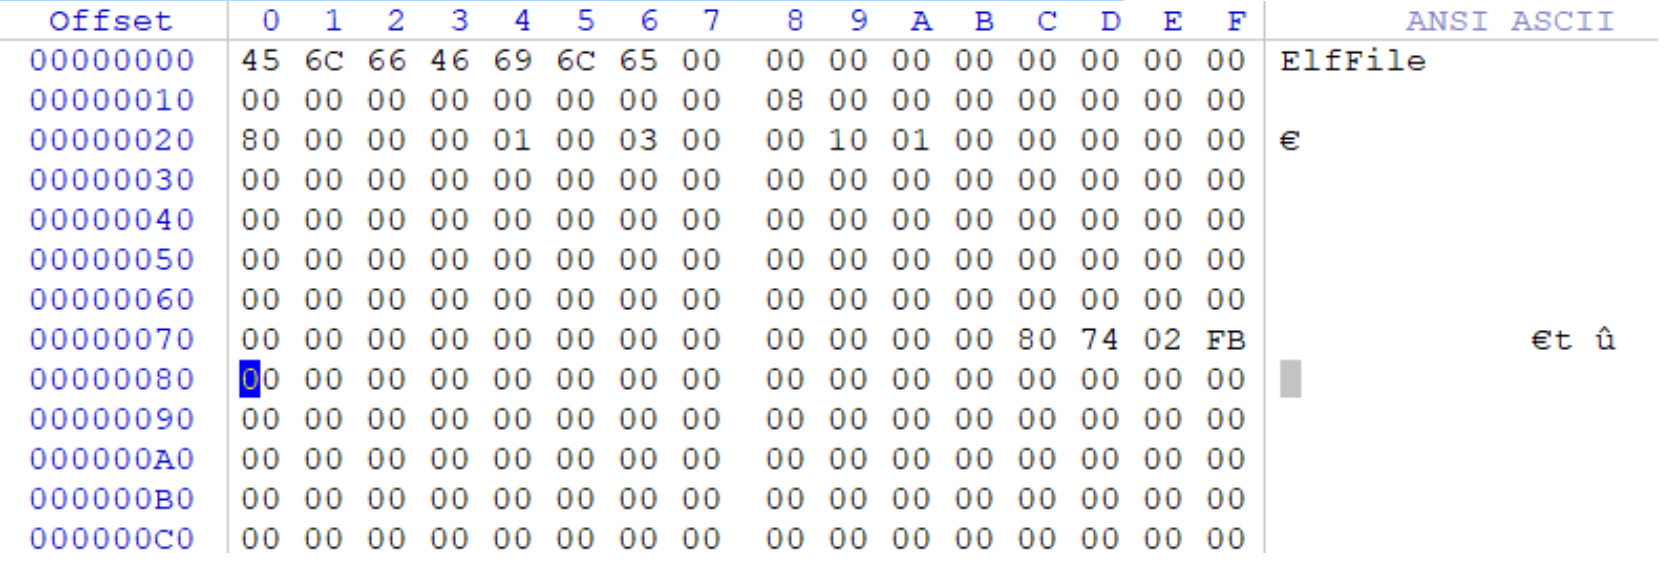 Offset 0 1 2 3 4 5 6 7 8 9 A B C D E F ANSI ASCII
00000000 45 6C 66 46 69 6C 65 00 00 00 00 00 00 00 00 00 ElfFile
00000010 00 00 00 00 00 00 00 00 08 00 00 00 00 00 00 00
00000020 80 00 00 00 01 00 03 00 00 10 01 00 00 00 00 00 €
00000030 00 00 00 00 00 00 00 00 00 00 00 00 00 00 00 00
00000040 00 00 00 00 00 00 00 00 00 00 00 00 00 00 00 00
00000050 00 00 00 00 00 00 00 00 00 00 00 00 00 00 00 00
00000060 00 00 00 00 00 00 00 00 00 00 00 00 00 00 00 00
00000070 00 00 00 00 00 00 00 00 00 00 00 00 80 74 02 FB €t û
00000080 00 00 00 00 00 00 00 00 00 00 00 00 00 00 00 00
00000090 00 00 00 00 00 00 00 00 00 00 00 00 00 00 00 00
000000A0 00 00 00 00 00 00 00 00 00 00 00 00 00 00 00 00
000000B0 00 00 00 00 00 00 00 00 00 00 00 00 00 00 00 00
000000C0 00 00 00 00 00 00 00 00 00 00 00 00 00 00 00 00